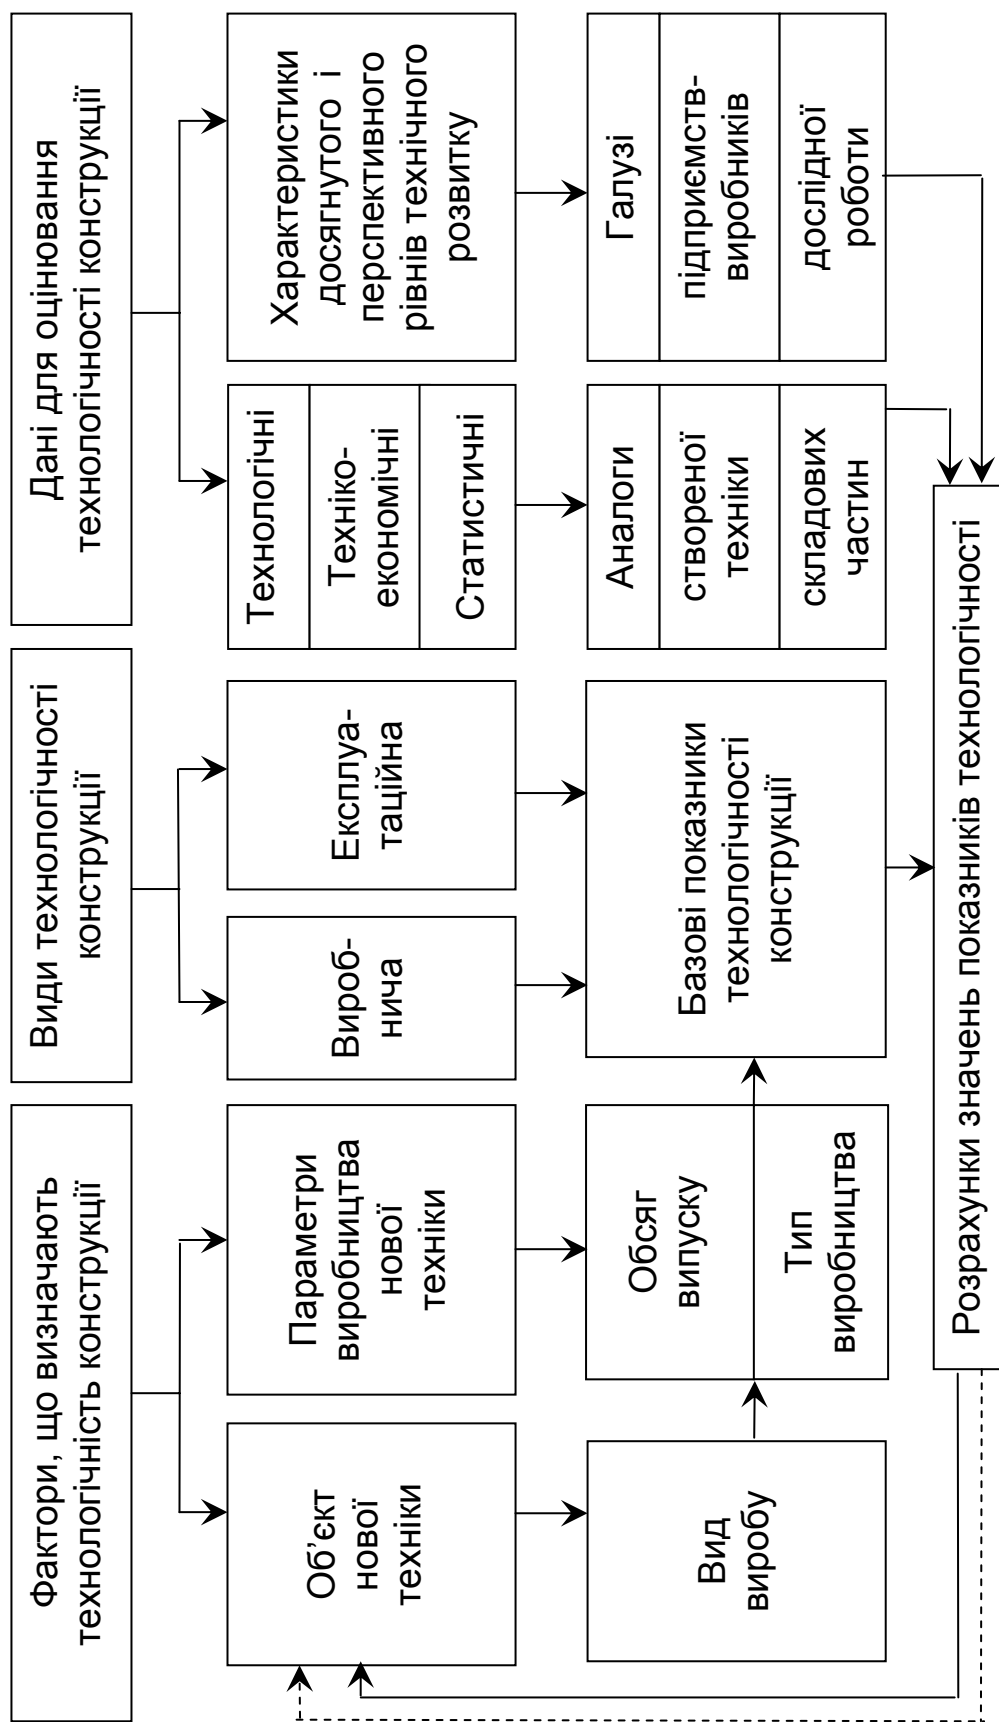 Фактори, що визначають
технологічність конструкції
Види технологічності
конструкції
Дані для оцінювання
технологічності конструкції
Об’єкт
нової
техніки
Параметри
виробництва
нової
техніки
Вироб-
нича
Експлуа-
таційна
Технологічні
Техніко-
економічні
Статистичні
Характеристики
досягнутого і
перспективного
рівнів технічного
розвитку
Вид
виробу
Обсяг
випуску
Тип
виробництва
Базові показники
технологічності
конструкції
Аналоги
створеної
техніки
складових
частин
Галузі
підприємств-
виробників
дослідної
роботи
Розрахунки значень показників технологічності